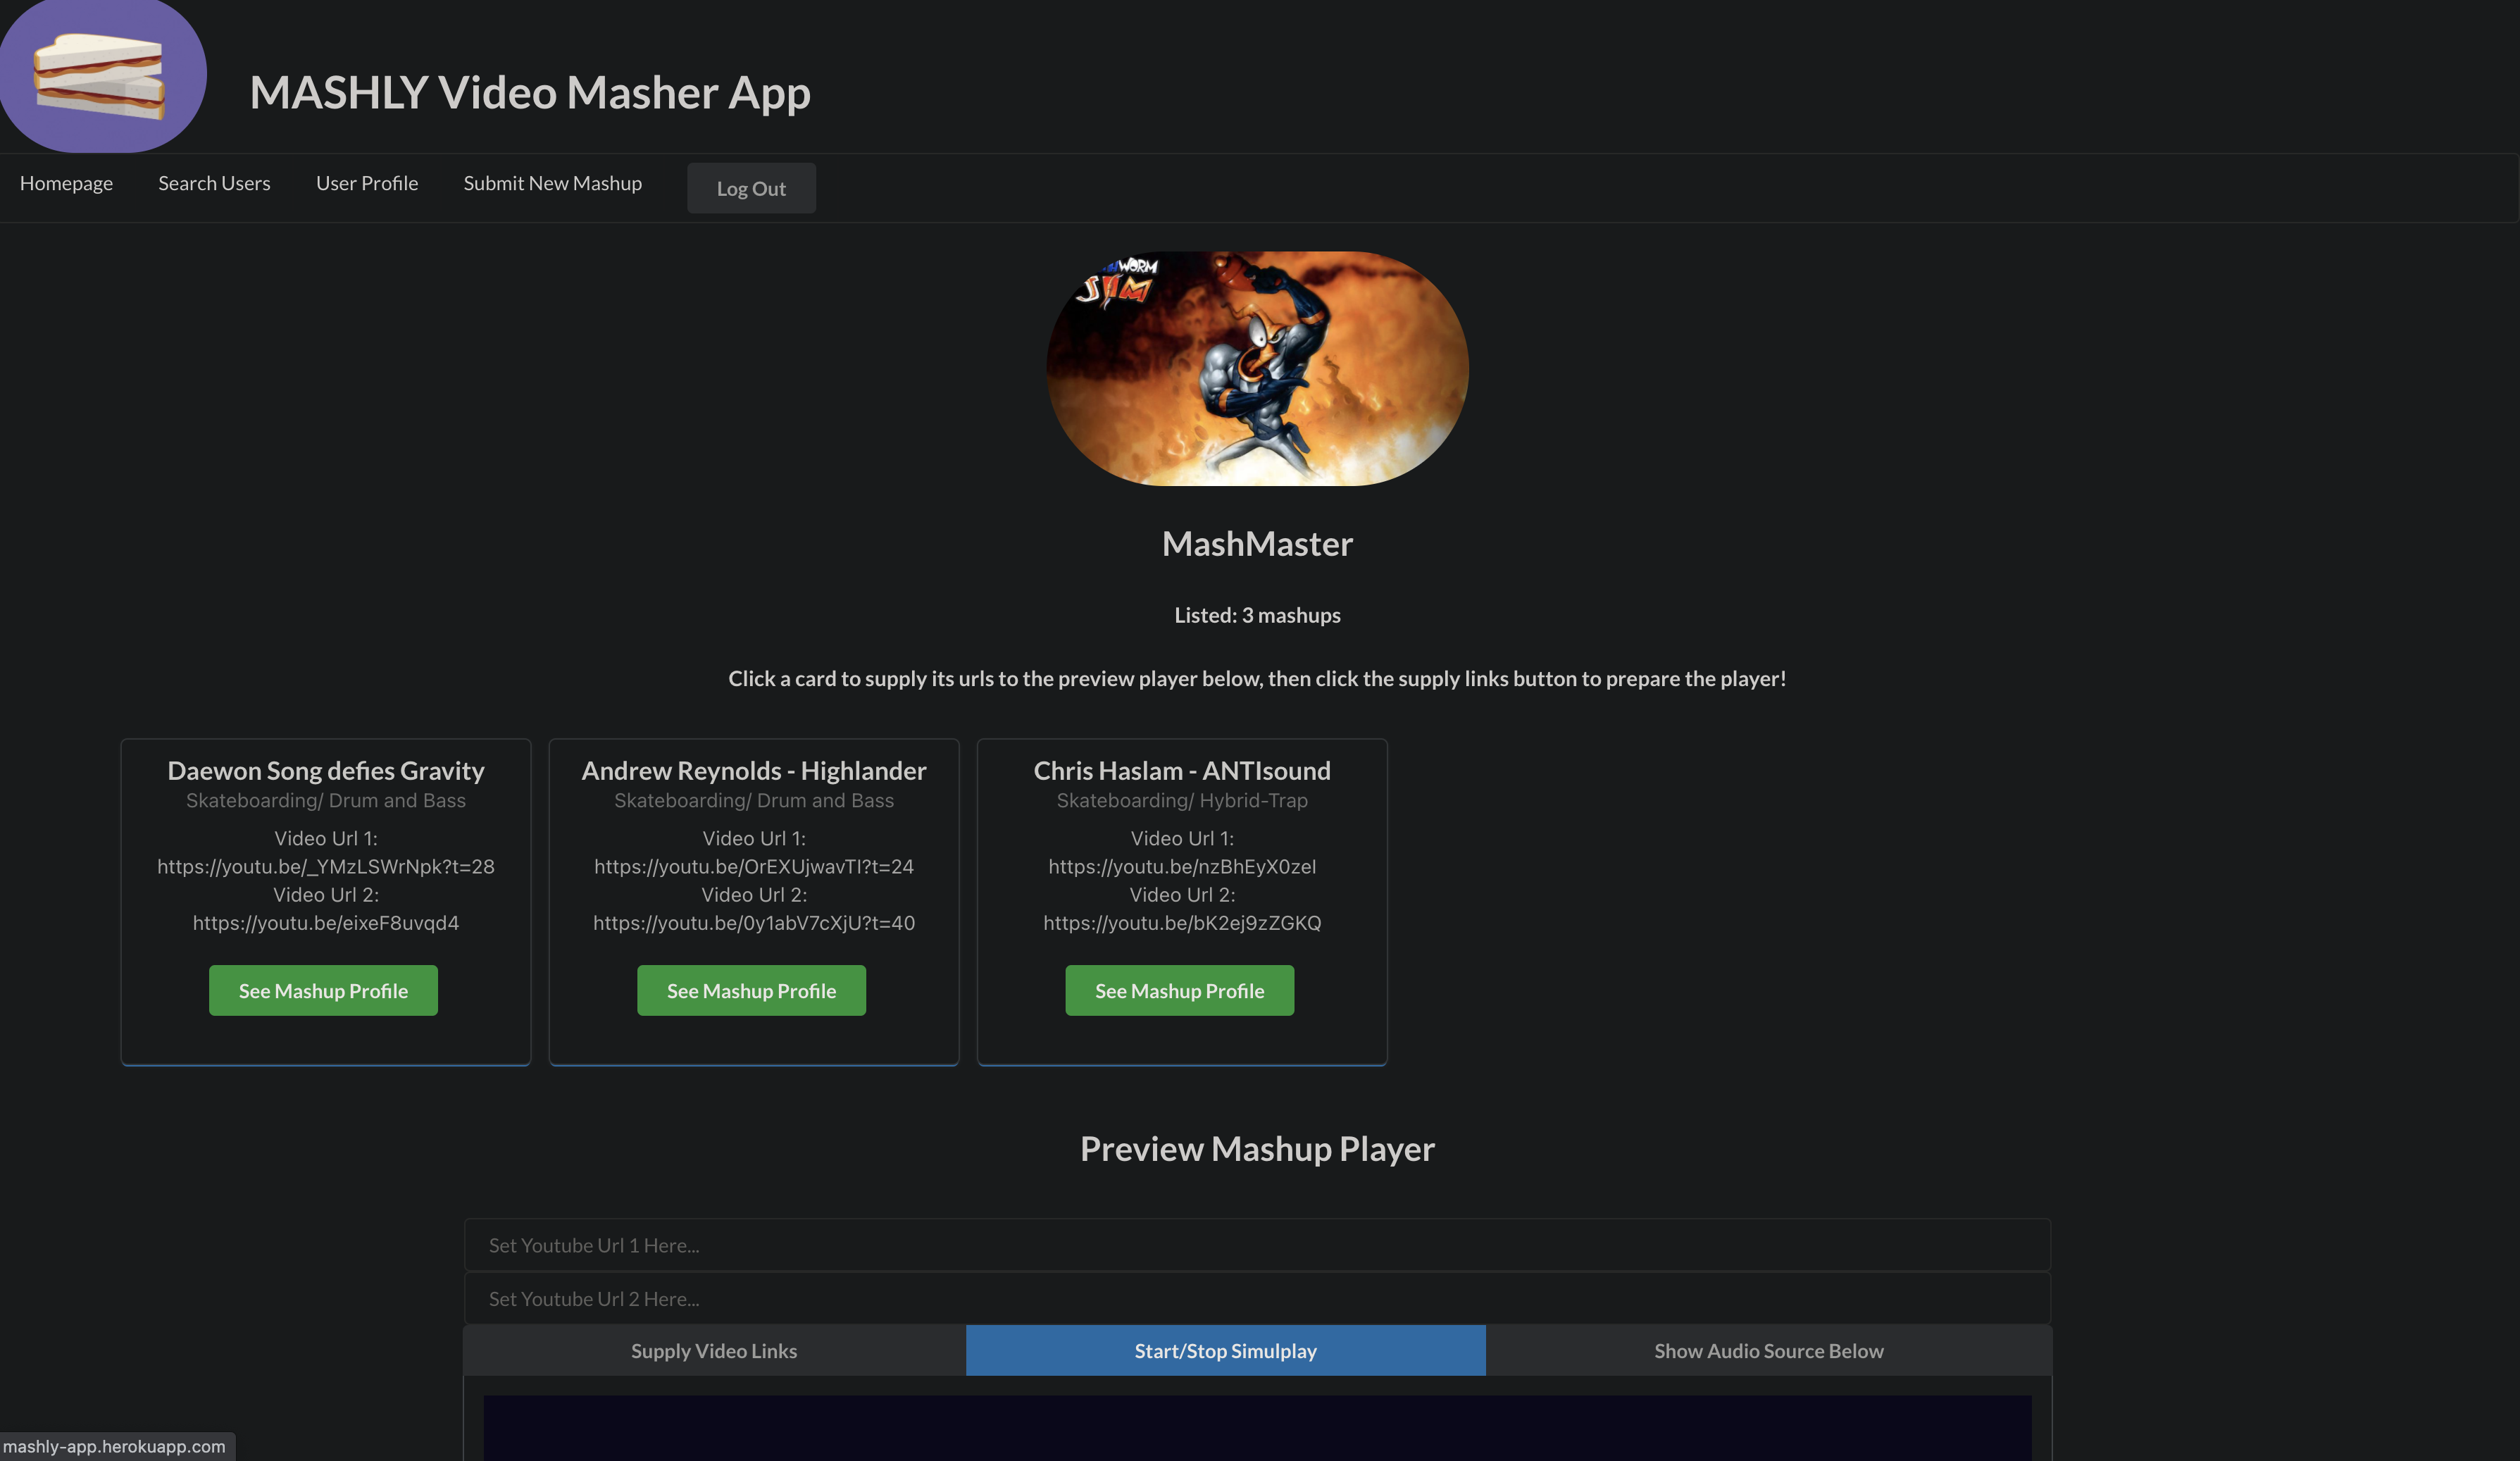 MASHLY Video Masher App
Homepage Search Users User Profile Submit New Mashup Log Out
WORM
JIM
MashMaster
Listed: 3 mashups
Click a card to supply its urls to the preview player below, then click the supply links button to prepare the player!
Daewon Song defies Gravity
Skateboarding/ Drum and Bass
Video Url 1:
https://youtu.be/_YMzLSWrNpk?t=28
Video Url 2:
https://youtu.be/eixeF8uvqd4
See Mashup Profile
Andrew Reynolds - Highlander
Skateboarding/ Drum and Bass
Video Url 1:
https://youtu.be/OrEXUjwavTI?t=24
Video Url 2:
https://youtu.be/0y1abV7cXjU?t=40
See Mashup Profile
Chris Haslam - ANTIsound
Skateboarding/ Hybrid-Trap
Video Url 1:
https://youtu.be/nzBhEyX0zeI
Video Url 2:
https://youtu.be/bK2ej9zZGKQ
See Mashup Profile
Preview Mashup Player
Set Youtube Url 1 Here...
Set Youtube Url 2 Here...
Supply Video Links Start/Stop Simulplay Show Audio Source Below
mashly-app.herokuapp.com